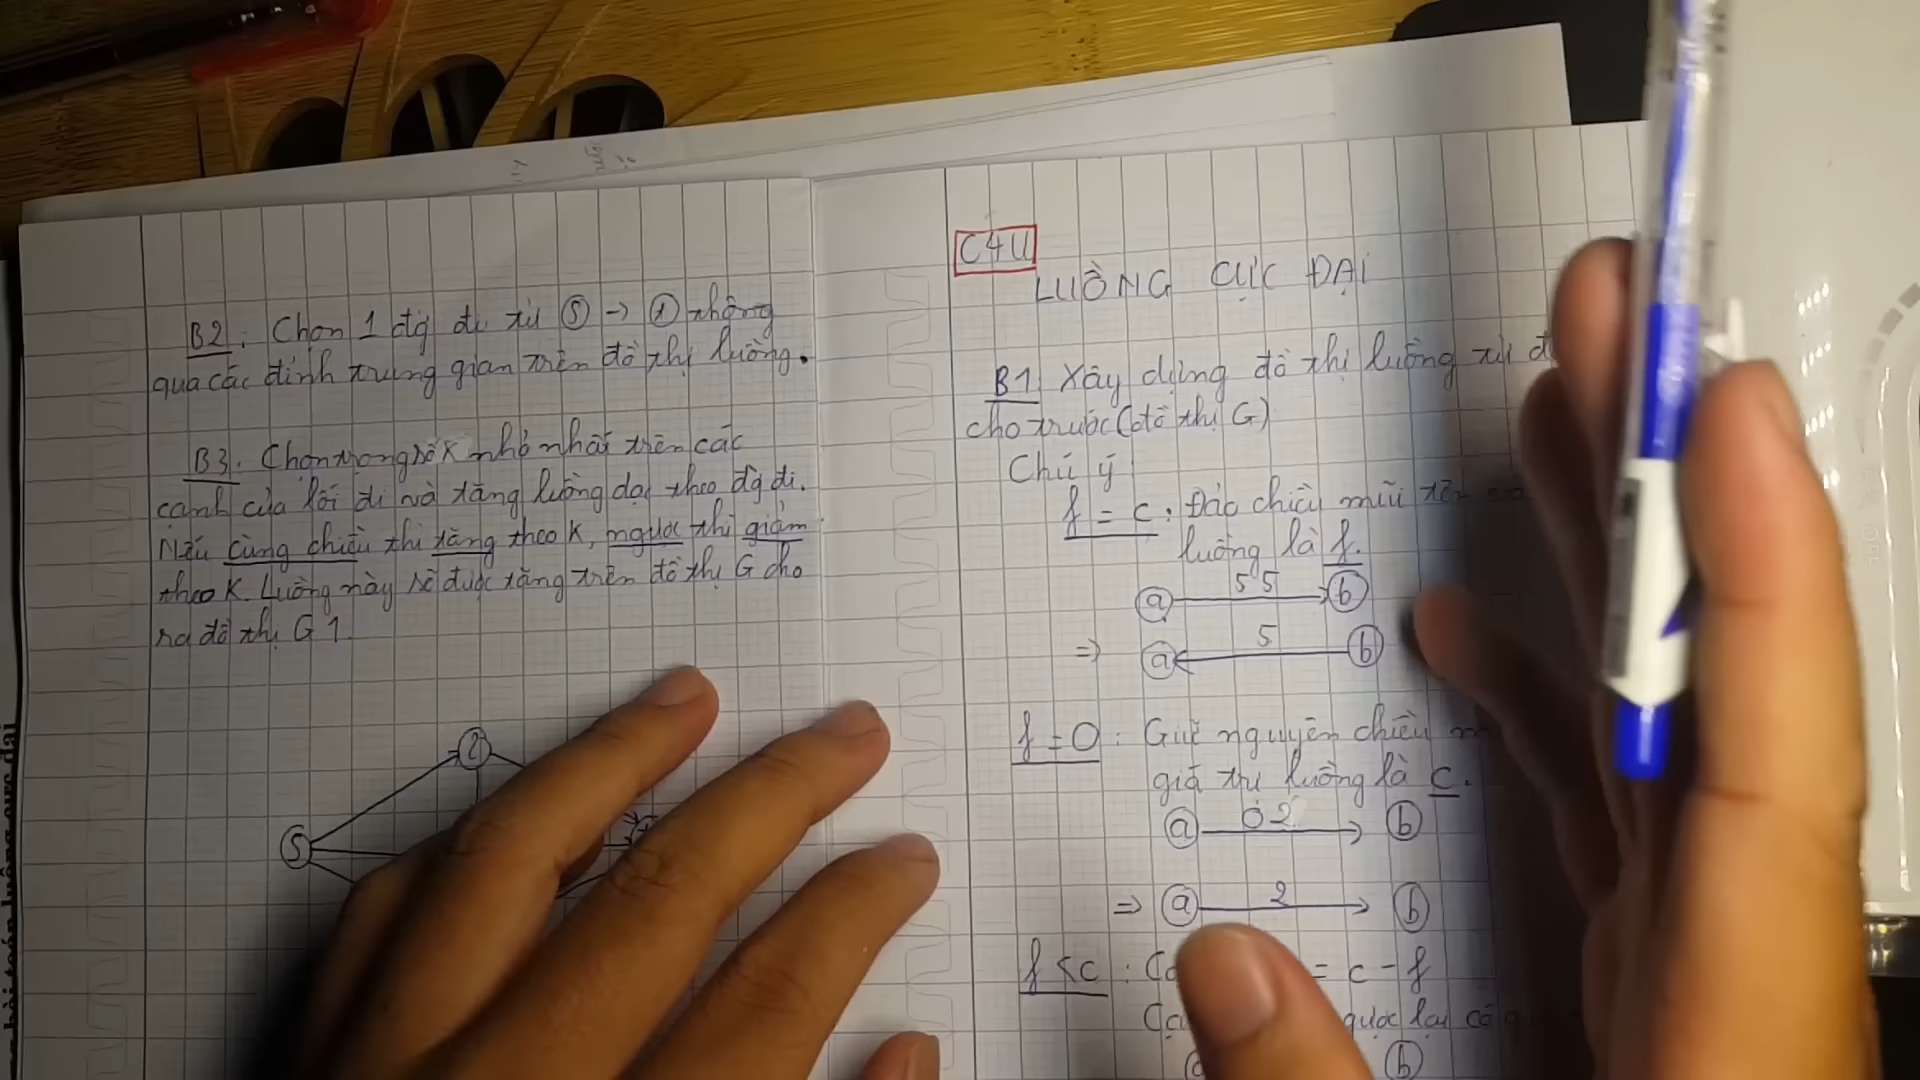 B2: Chọn 1 đg đi từ S → t không
qua các đỉnh trung gian trên đồ thị luồng.
B3: Chọn trọng số K nhỏ nhất trên các
cạnh của lối đi và tăng luồng dọc theo đg đi.
Nếu cùng chiều thì tăng theo K, ngược thì giảm
theo K. Luồng này sẽ được tăng trên đồ thị G cho
ra đồ thị G1.
2
S
C4U
LUỒNG CỰC ĐẠI
B1: Xây dựng đồ thị luồng từ
cho trước (đồ thị G)
Chú ý
f = c: Đảo chiều mũi tên
luồng là f.
a 5 5 b
=> a 5 b
f = 0: Giữ nguyên chiều
giá trị luồng là c.
a 0 2 b
=> a 2 b
f < c: = c - f
ngược lại có
b